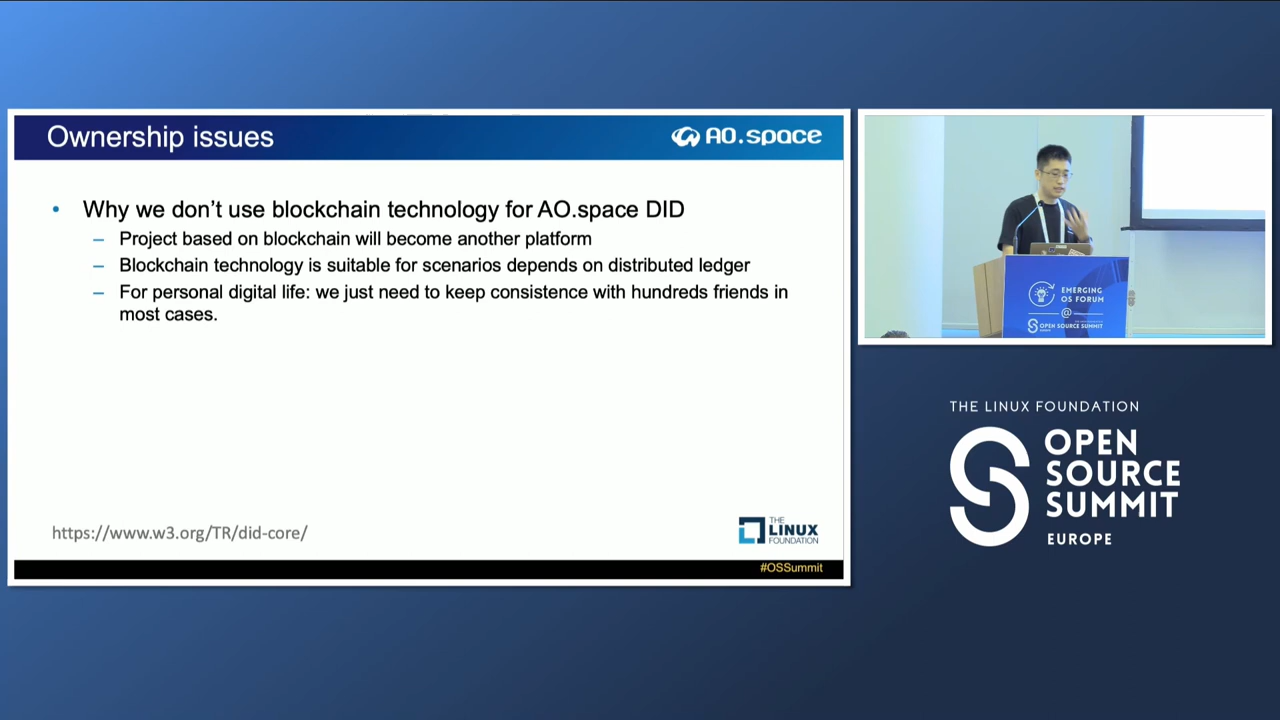 Ownership issues
AO.space
• Why we don't use blockchain technology for AO.space DID
– Project based on blockchain will become another platform
– Blockchain technology is suitable for scenarios depends on distributed ledger
– For personal digital life: we just need to keep consistence with hundreds friends in
most cases.
https://www.w3.org/TR/did-core/
THE
LINUX
FOUNDATION
#OSSummit
EMERGING
OS FORUM
@
OPEN SOURCE SUMMIT
THE LINUX FOUNDATION
OPEN
SOURCE
SUMMIT
EUROPE